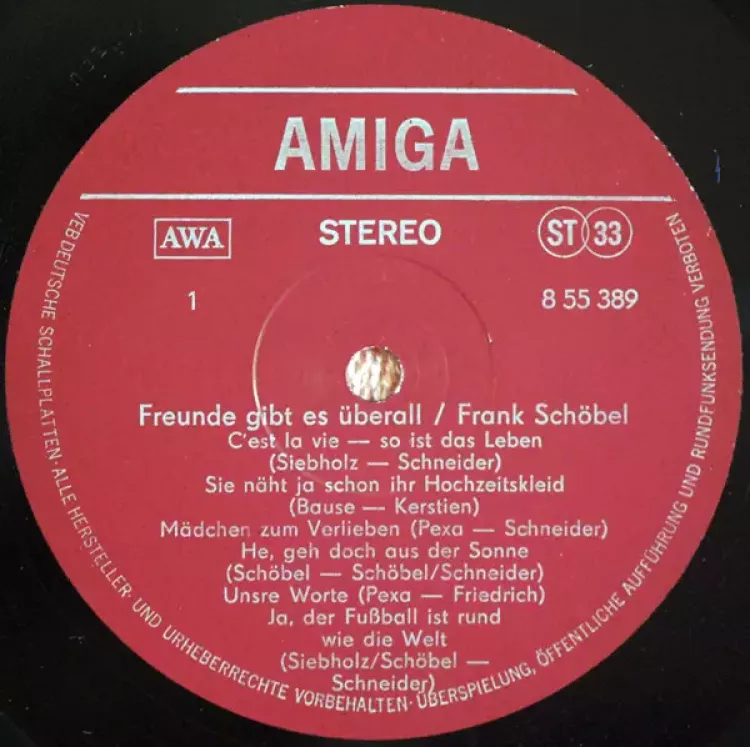 AMIGA
AWA
STEREO
ST 33
1
8 55 389
Freunde gibt es überall / Frank Schöbel
C'est la vie — so ist das Leben
(Siebholz — Schneider)
Sie näht ja schon ihr Hochzeitskleid
(Bause — Kerstien)
Mädchen zum Verlieben (Pexa — Schneider)
He, geh doch aus der Sonne
(Schöbel — Schöbel/Schneider)
Unsre Worte (Pexa — Friedrich)
Ja, der Fußball ist rund
wie die Welt
(Siebholz/Schöbel —
Schneider)
VEB DEUTSCHE SCHALLPLATTEN · ALLE HERSTELLER- UND URHEBERRECHTE VORBEHALTEN · ÜBERSPIELUNG, ÖFFENTLICHE AUFFÜHRUNG UND RUNDFUNKSENDUNG VERBOTEN